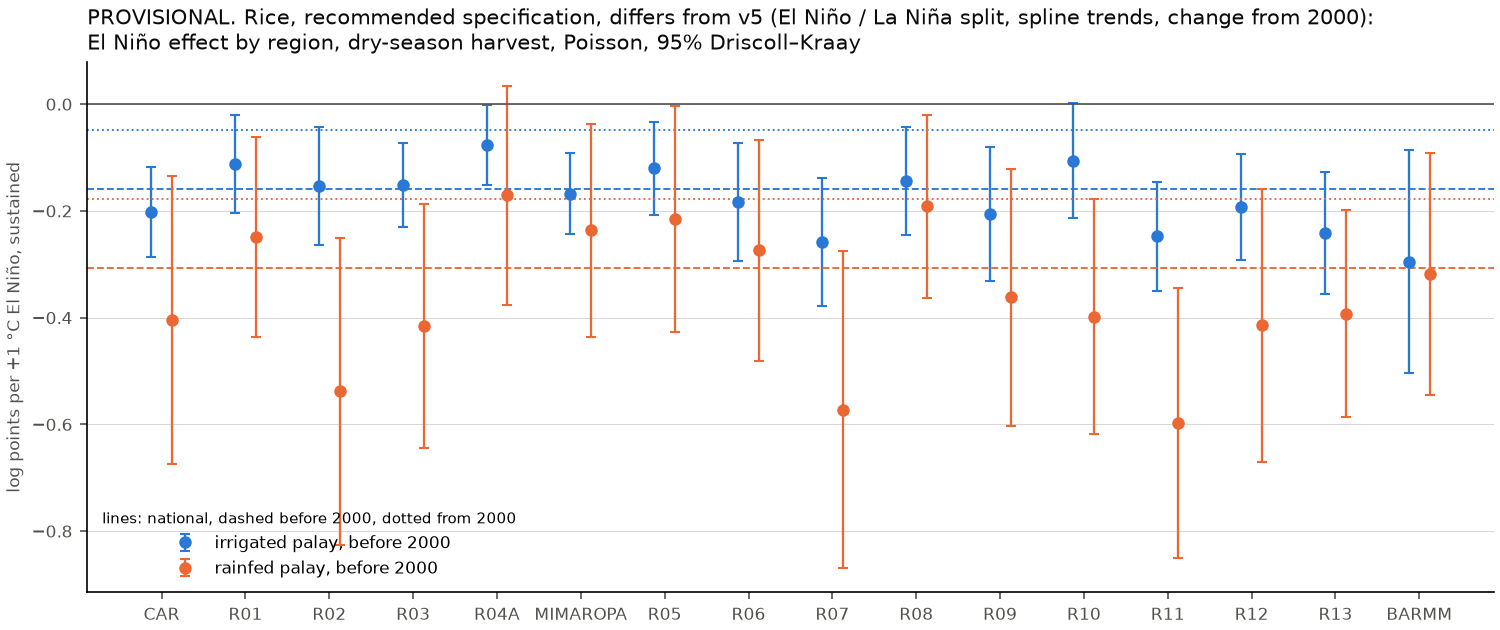 PROVISIONAL. Rice, recommended specification, differs from v5 (El Niño / La Niña split, spline trends, change from 2000):
El Niño effect by region, dry-season harvest, Poisson, 95% Driscoll–Kraay
log points per +1 °C El Niño, sustained
0.0
−0.2
−0.4
−0.6
−0.8
lines: national, dashed before 2000, dotted from 2000
irrigated palay, before 2000
rainfed palay, before 2000
CAR R01 R02 R03 R04A MIMAROPA R05 R06 R07 R08 R09 R10 R11 R12 R13 BARMM